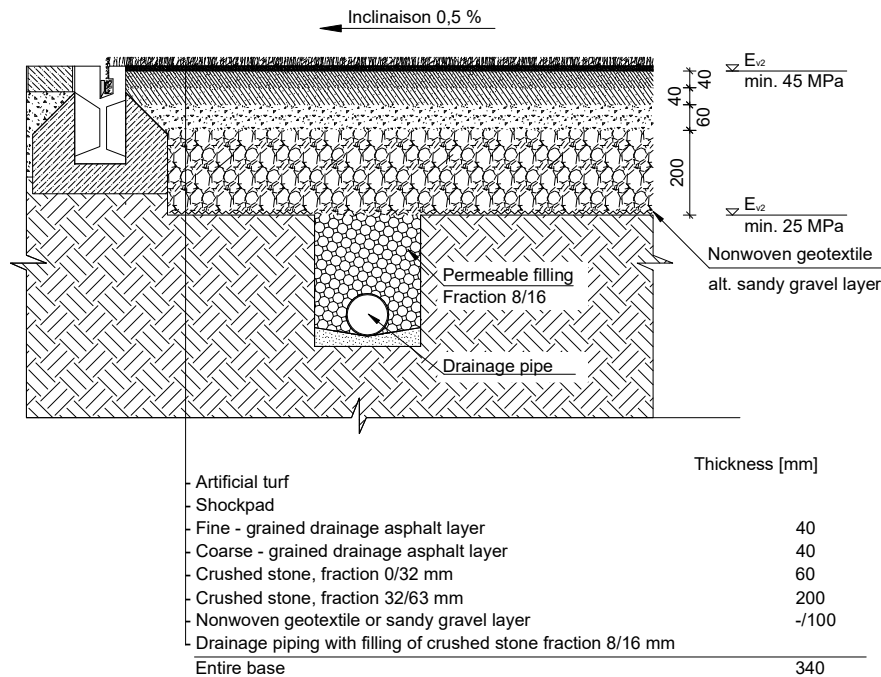 Inclinaison 0,5 %
Ev2
min. 45 MPa
40
40
60
200
Ev2
min. 25 MPa
Nonwoven geotextile
alt. sandy gravel layer
Permeable filling
Fraction 8/16
Drainage pipe
Thickness [mm]
- Artificial turf
- Shockpad
- Fine - grained drainage asphalt layer 40
- Coarse - grained drainage asphalt layer 40
- Crushed stone, fraction 0/32 mm 60
- Crushed stone, fraction 32/63 mm 200
- Nonwoven geotextile or sandy gravel layer -/100
- Drainage piping with filling of crushed stone fraction 8/16 mm
Entire base 340